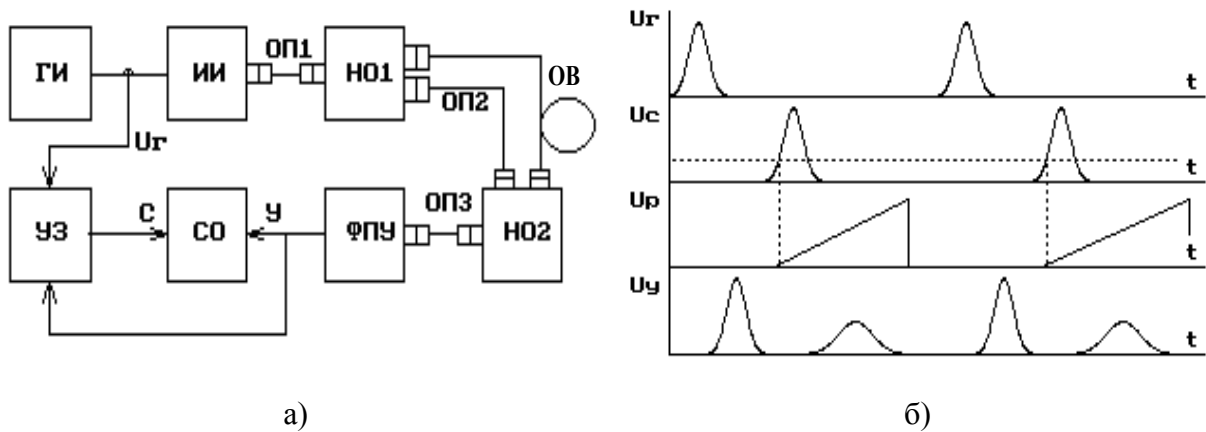 ГИ
ИИ
ОП1
НО1
ОП2
ОВ
Uг
УЗ
С
СО
У
ФПУ
ОП3
НО2
а)
Uг
t
Uс
t
Uр
t
Uу
t
б)